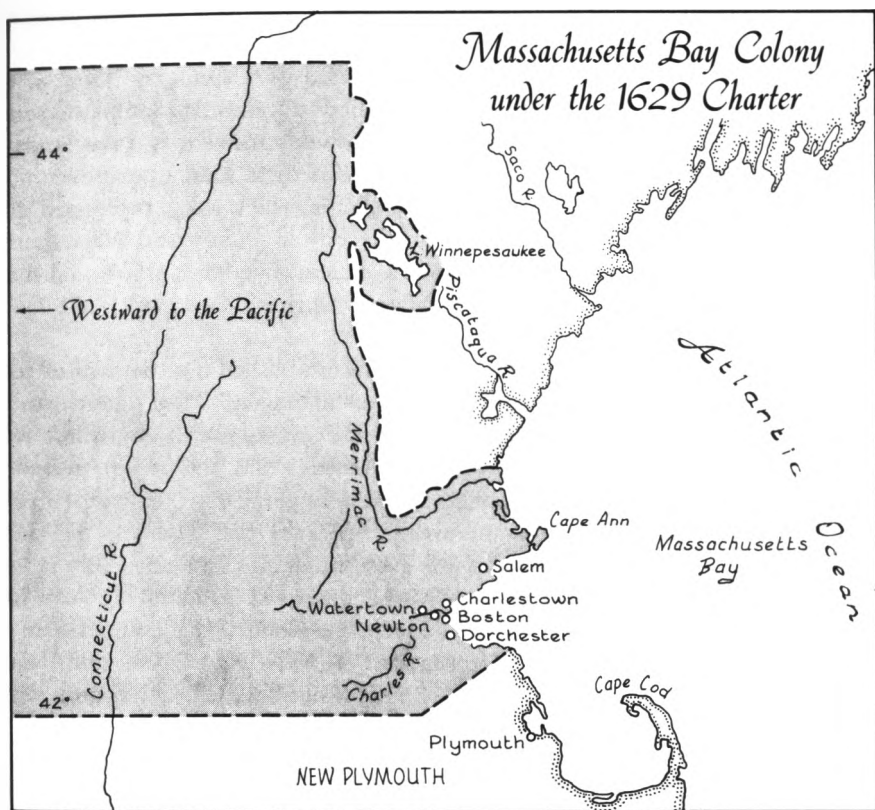 Massachusetts Bay Colony
under the 1629 Charter
44°
Saco R
Winnepesaukee
Piscataqua R
← Westward to the Pacific
Atlantic Ocean
Merrimac R
Cape Ann
Massachusetts
Bay
Salem
Charlestown
Watertown
Boston
Newton
Dorchester
Connecticut R
Charles R
Cape Cod
42°
Plymouth
NEW PLYMOUTH